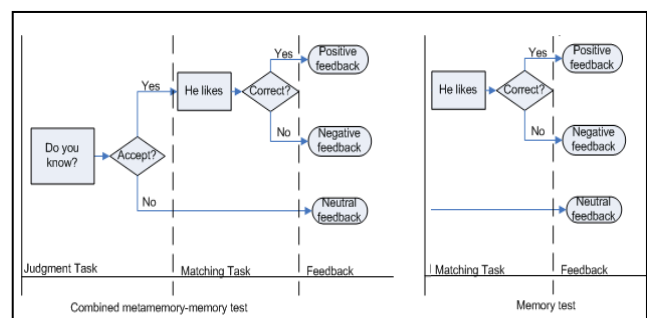 Yes
Positive
feedback
Yes
He likes
Correct?
Do you
know?
Accept?
No
Negative
feedback
No
Neutral
feedback
Judgment Task
Matching Task
Feedback
Combined metamemory-memory test
Yes
Positive
feedback
He likes
Correct?
No
Negative
feedback
Neutral
feedback
Matching Task
Feedback
Memory test